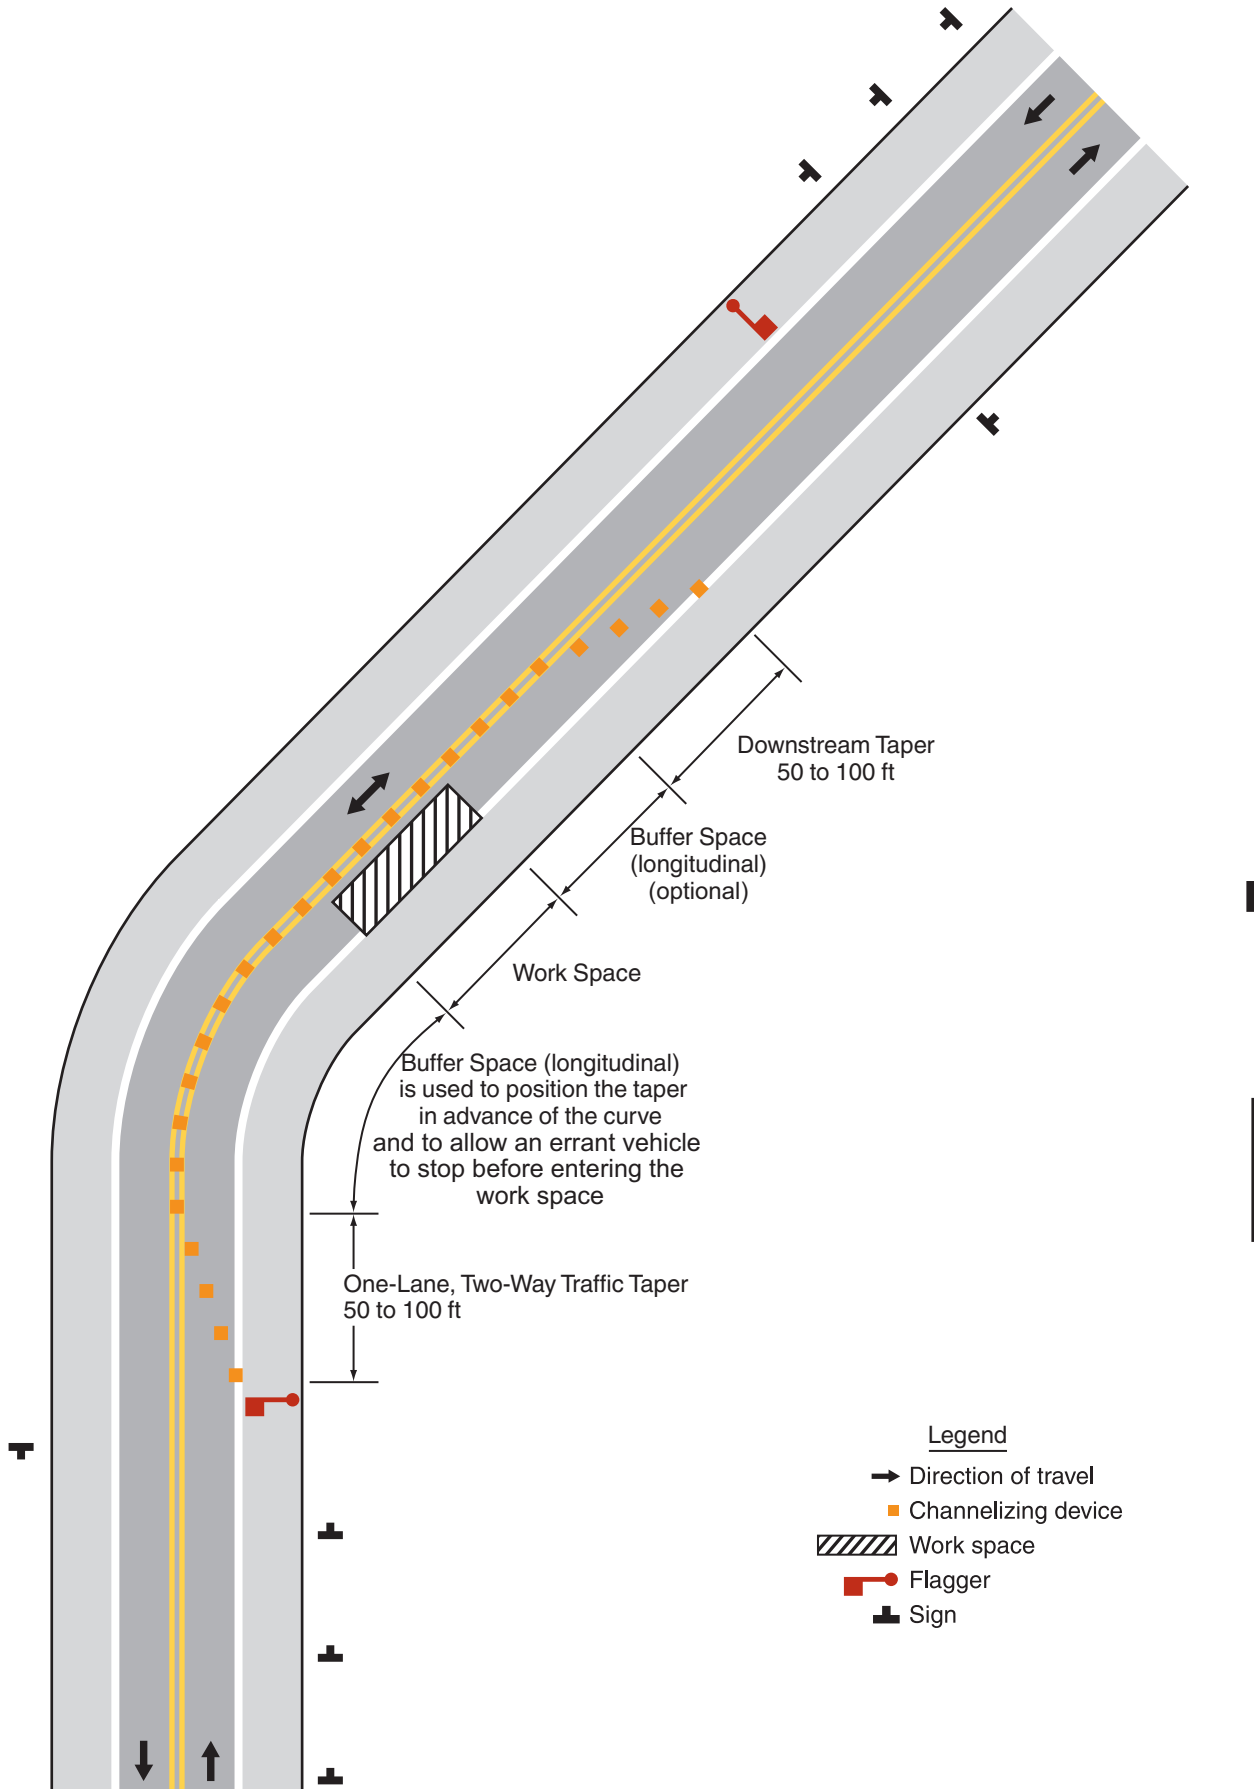 Downstream Taper
50 to 100 ft
Buffer Space
(longitudinal)
(optional)
Work Space
Buffer Space (longitudinal)
is used to position the taper
in advance of the curve
and to allow an errant vehicle
to stop before entering the
work space
One-Lane, Two-Way Traffic Taper
50 to 100 ft
Legend
Direction of travel
Channelizing device
Work space
Flagger
Sign